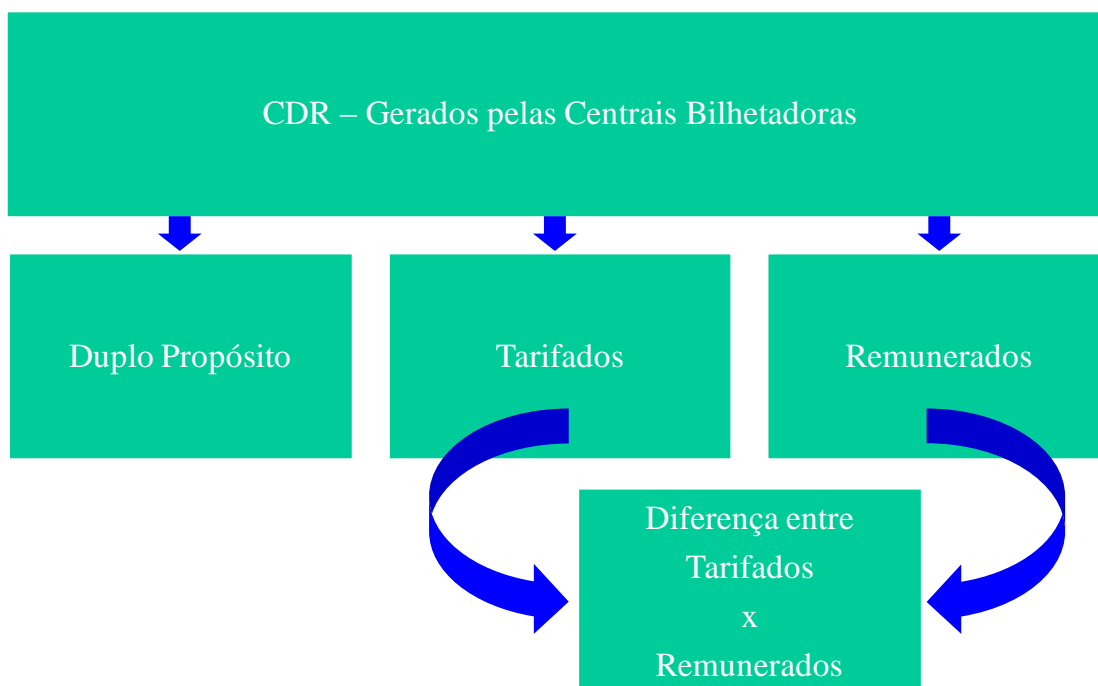 CDR – Gerados pelas Centrais Bilhetadoras
Duplo Propósito
Tarifados
Remunerados
Diferença entre
Tarifados
x
Remunerados